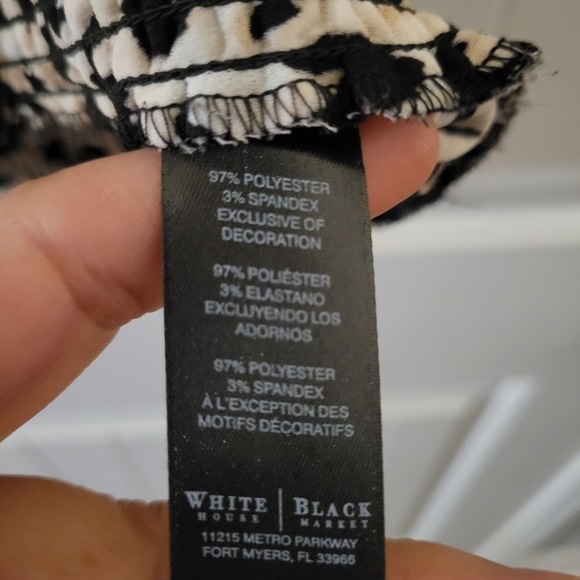 97% POLYESTER
3% SPANDEX
EXCLUSIVE OF
DECORATION
97% POLIÉSTER
3% ELASTANO
EXCLUYENDO LOS
ADORNOS
97% POLYESTER
3% SPANDEX
À L'EXCEPTION DES
MOTIFS DÉCORATIFS
WHITE | BLACK
HOUSE MARKET
11215 METRO PARKWAY
FORT MYERS, FL 33966